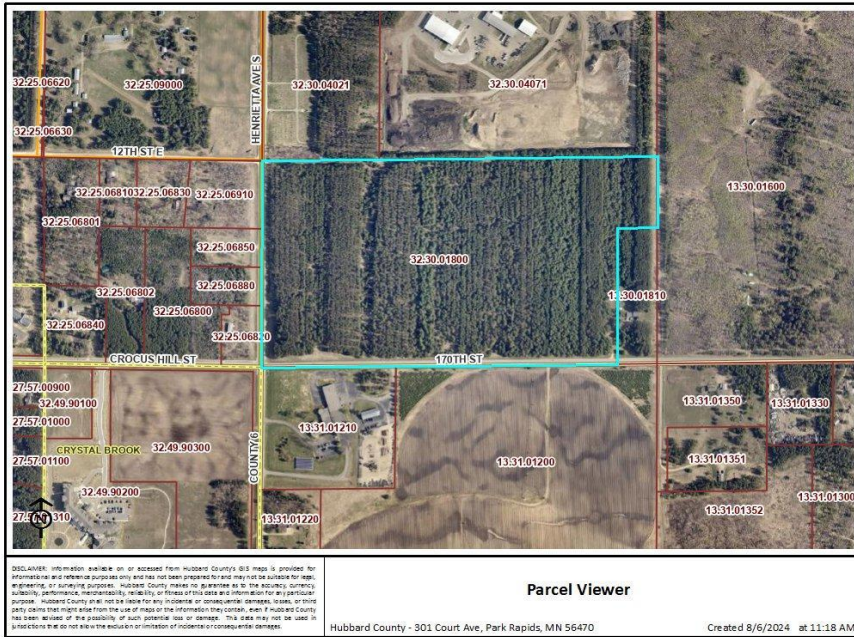 32.25.06620
32.25.09000
HENRIETTA AVE S
32.30.04021
32.30.04071
32.25.06630
12TH ST E
32.25.06810
32.25.06830
32.25.06910
13.30.01600
32.25.06801
32.25.06850
32.30.01800
32.25.06802
32.25.06880
13.30.01810
32.25.06800
32.25.06840
32.25.06820
CROCUS HILL ST
170TH ST
27.57.00900
32.49.90100
13.31.01350
13.31.01330
27.57.01000
13.31.01210
CRYSTAL BROOK
32.49.90300
13.31.01351
27.57.01100
COUNTY 6
13.31.01200
32.49.90200
13.31.01300
13.31.01352
13.31.01220
N
DISCLAIMER: Information available on or accessed from Hubbard County's GIS maps is provided for
informational and reference purposes only and has not been prepared for and may not be suitable for legal,
engineering, or surveying purposes. Hubbard County makes no guarantee as to the accuracy, currency,
suitability, performance, merchantability, reliability, or fitness of this data and information for any particular
purpose. Hubbard County shall not be liable for any incidental or consequential damages, losses, or third
party claims that might arise from the use of maps or the information they contain, even if Hubbard County
has been advised of the possibility of such potential loss or damage. This data may not be used in
jurisdictions that do not allow the exclusion or limitation of incidental or consequential damages.
Parcel Viewer
Hubbard County - 301 Court Ave, Park Rapids, MN 56470
Created 8/6/2024 at 11:18 AM